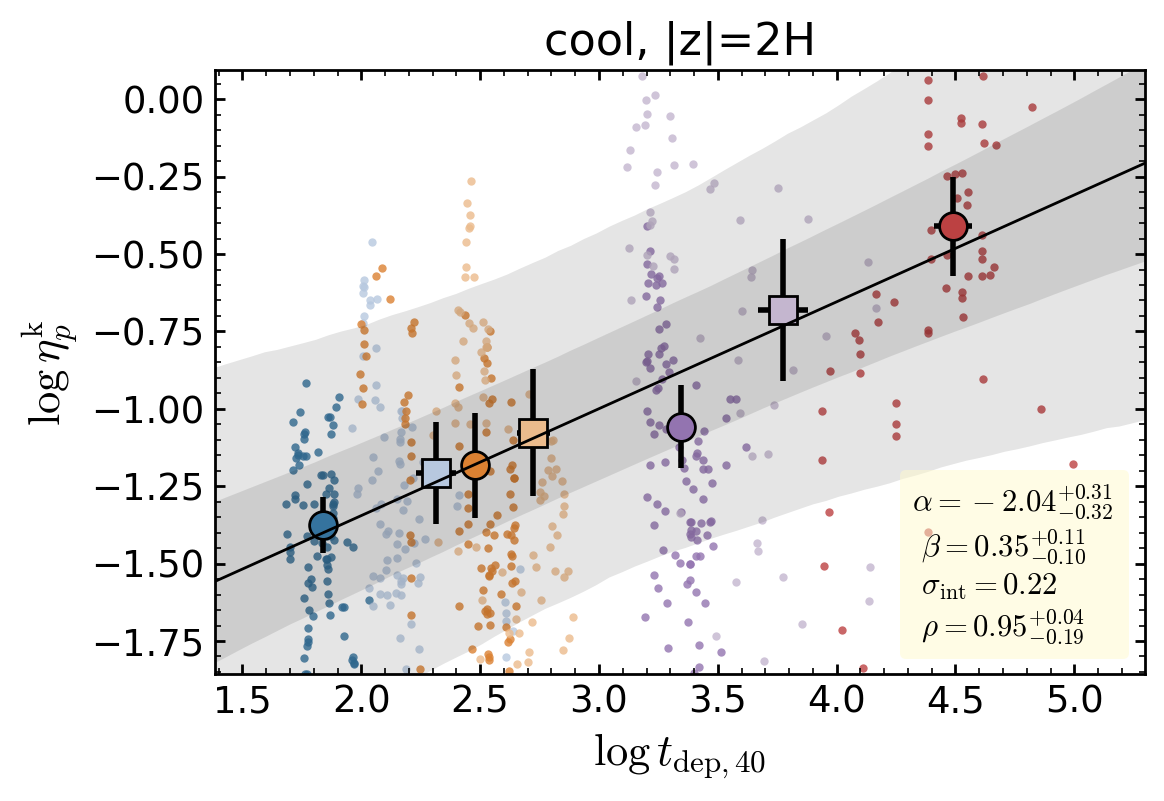 cool, |z|=2H
log η_p^k
0.00
−0.25
−0.50
−0.75
−1.00
−1.25
−1.50
−1.75
α = − 2.04^{+0.31}_{−0.32}
β = 0.35^{+0.11}_{−0.10}
σ_int = 0.22
ρ = 0.95^{+0.04}_{−0.19}
1.5 2.0 2.5 3.0 3.5 4.0 4.5 5.0
log t_{dep, 40}